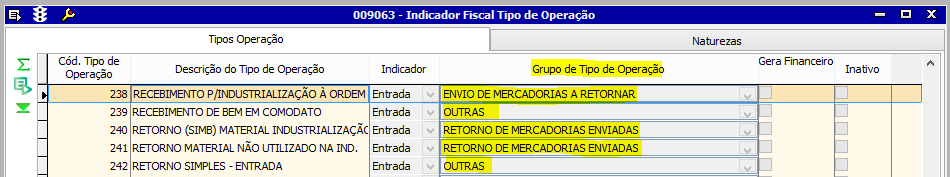 009063 - Indicador Fiscal Tipo de Operação
Tipos Operação Naturezas
Cód. Tipo de Operação Descrição do Tipo de Operação Indicador Grupo de Tipo de Operação Gera Financeiro Inativo
238 RECEBIMENTO P/INDUSTRIALIZAÇÃO À ORDEM Entrada ENVIO DE MERCADORIAS A RETORNAR
239 RECEBIMENTO DE BEM EM COMODATO Entrada OUTRAS
240 RETORNO (SIMB) MATERIAL INDUSTRIALIZAÇÃO Entrada RETORNO DE MERCADORIAS ENVIADAS
241 RETORNO MATERIAL NÃO UTILIZADO NA IND. Entrada RETORNO DE MERCADORIAS ENVIADAS
242 RETORNO SIMPLES - ENTRADA Entrada OUTRAS